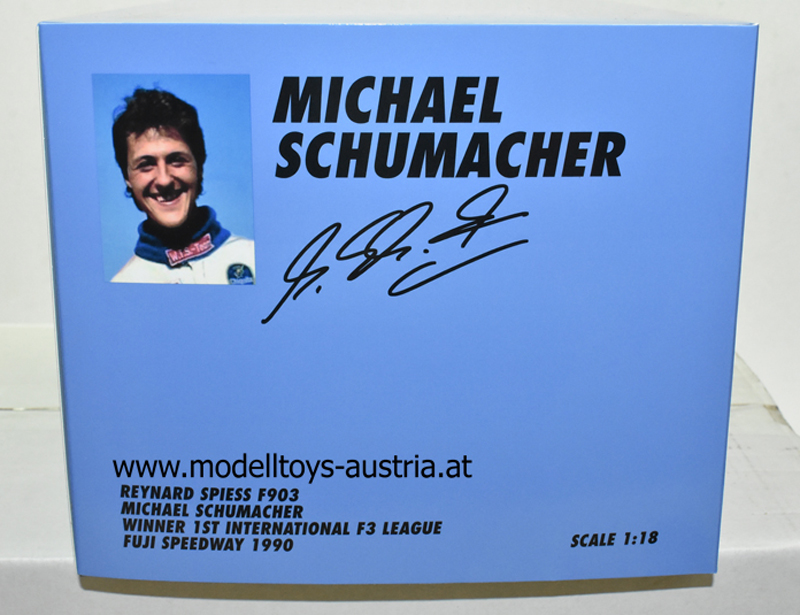 MICHAEL
SCHUMACHER
www.modelltoys-austria.at
REYNARD SPIESS F903
MICHAEL SCHUMACHER
WINNER 1ST INTERNATIONAL F3 LEAGUE
FUJI SPEEDWAY 1990
SCALE 1:18